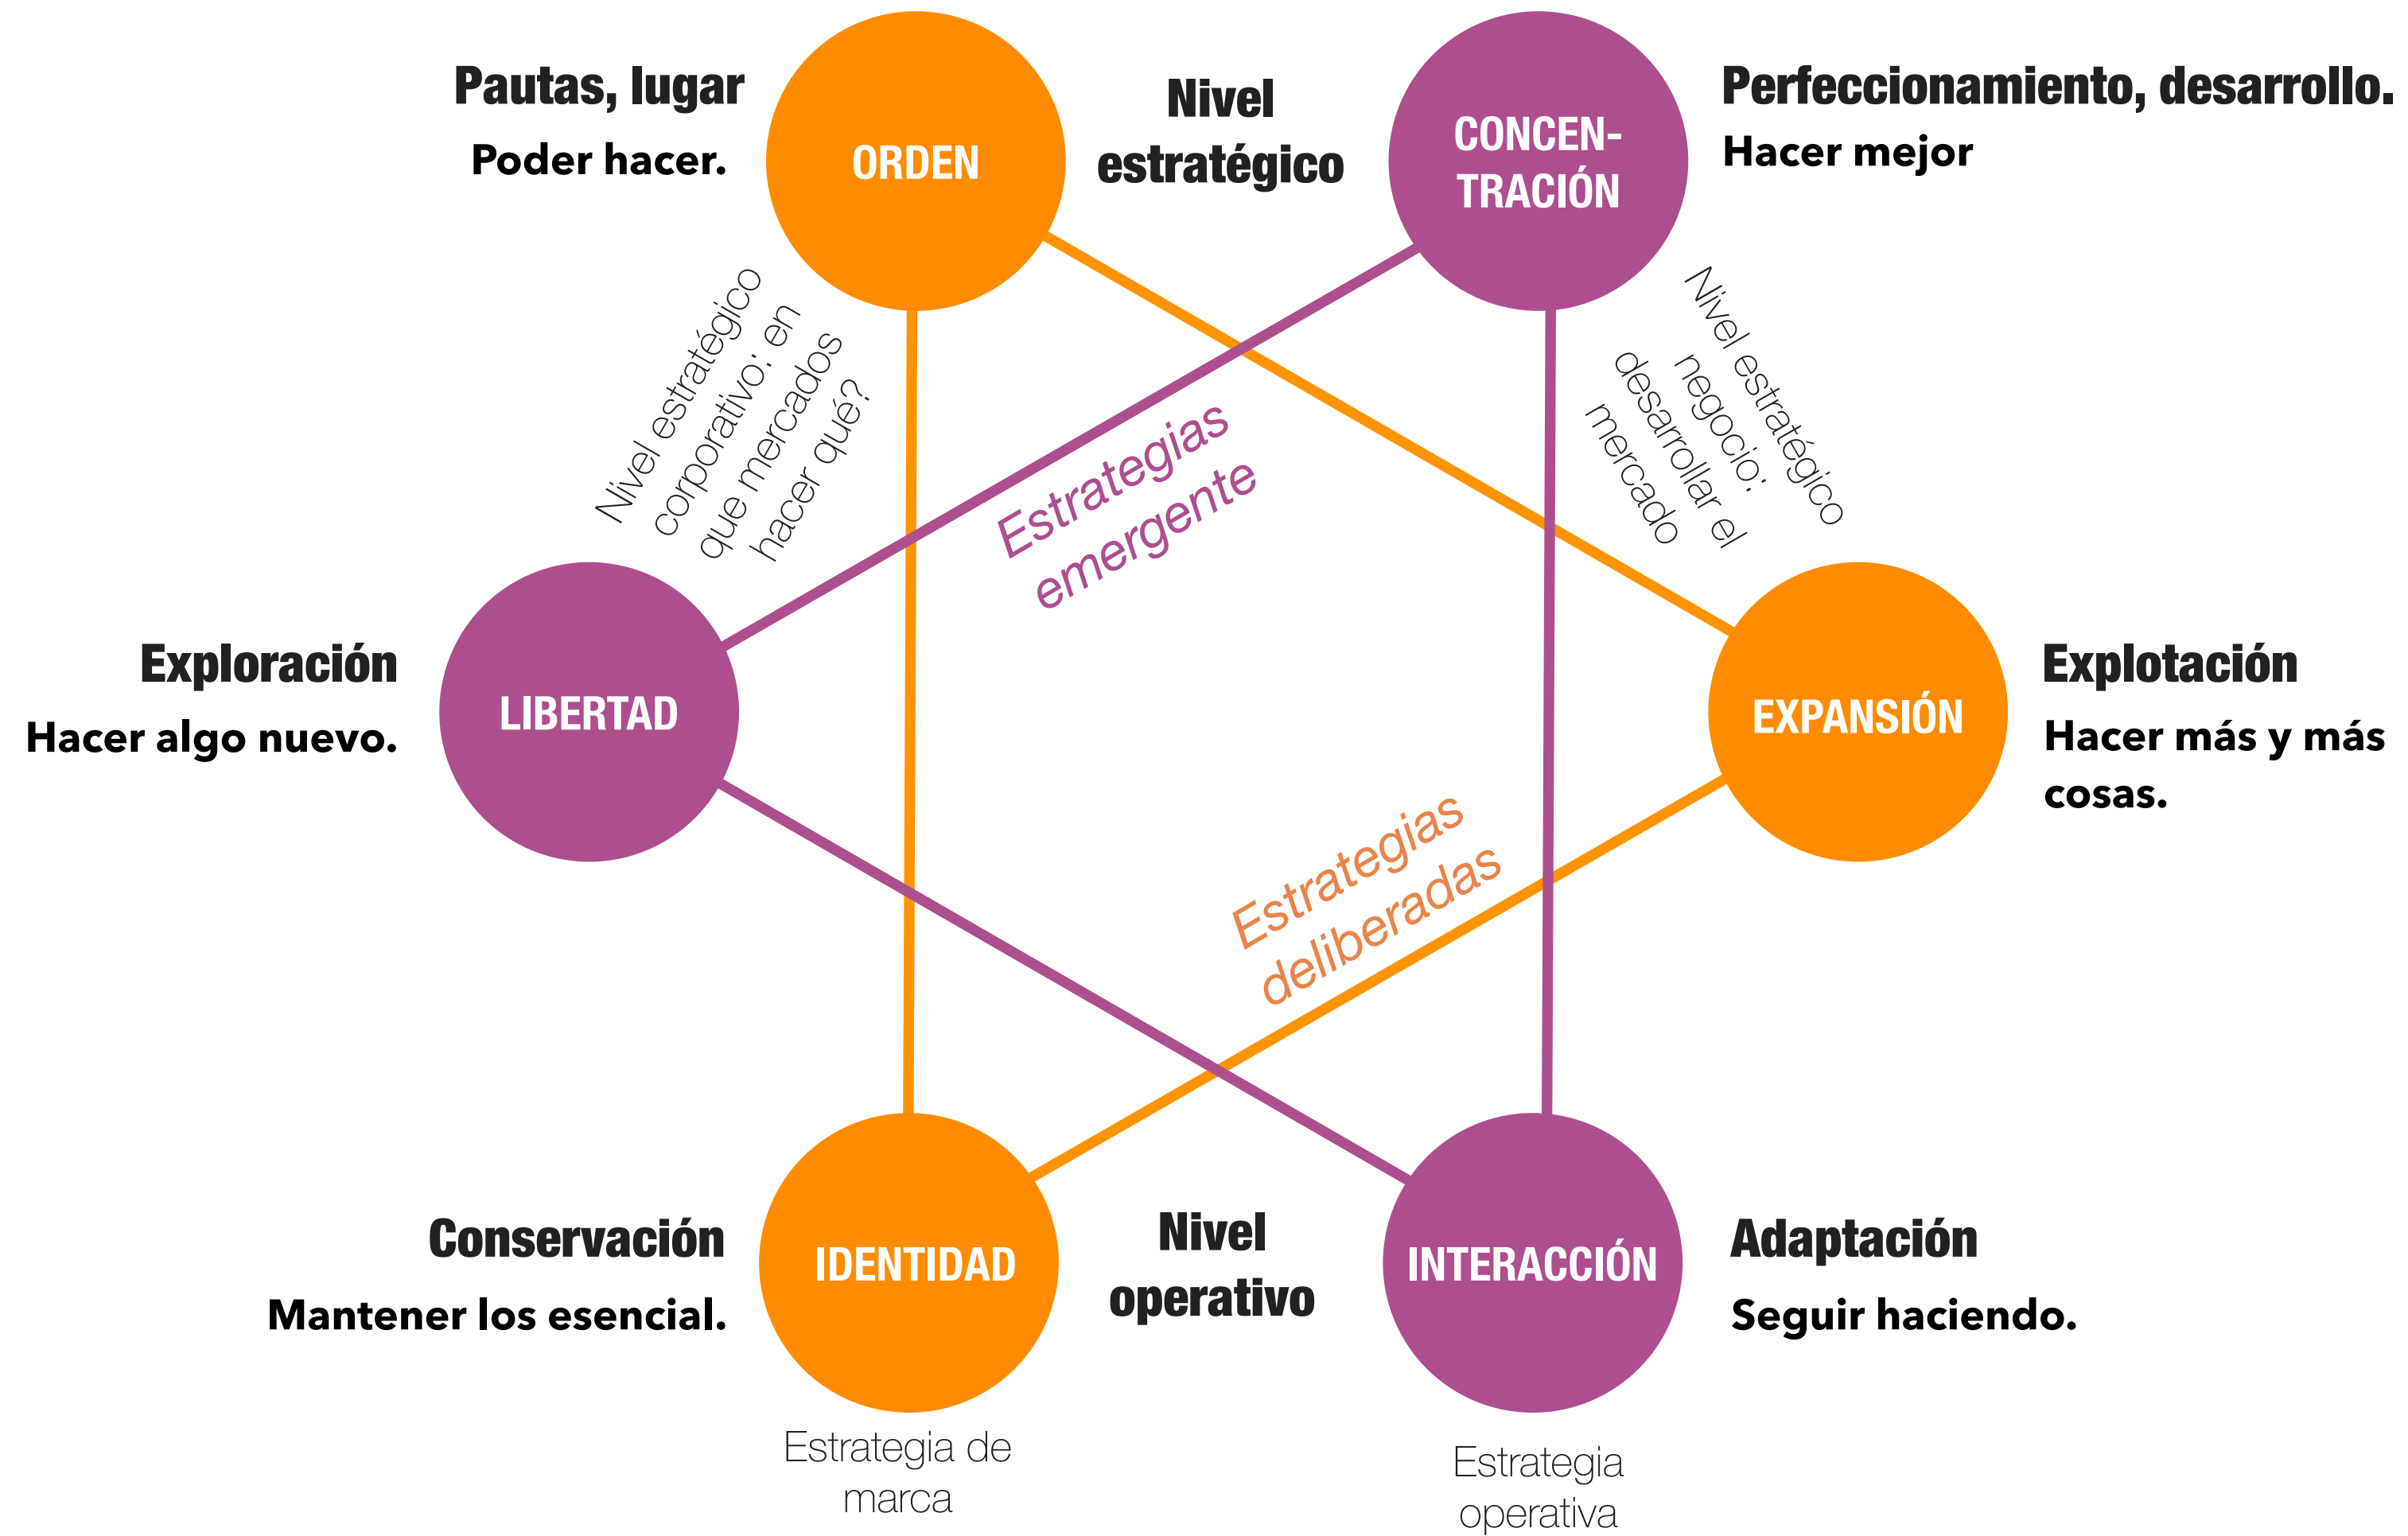 Pautas, lugar
Poder hacer.
ORDEN
Nivel
estratégico
CONCEN-
TRACIÓN
Perfeccionamiento, desarrollo.
Hacer mejor
Nivel estratégico
corporativo: en
que mercados
hacer qué?
Nivel estratégico
negocio:
desarrollar el
mercado
Estrategias
emergente
Exploración
Hacer algo nuevo.
LIBERTAD
EXPANSIÓN
Explotación
Hacer más y más
cosas.
Estrategias
deliberadas
Conservación
Mantener los esencial.
IDENTIDAD
Nivel
operativo
INTERACCIÓN
Adaptación
Seguir haciendo.
Estrategia de
marca
Estrategia
operativa